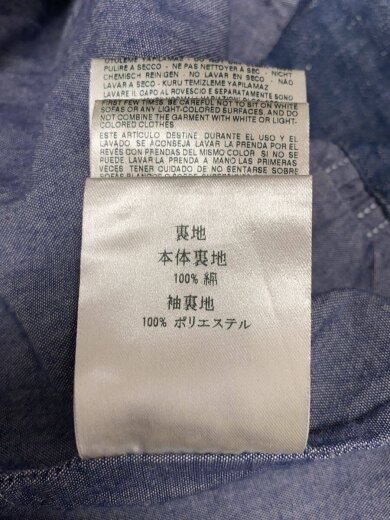 ÜTÜLEME YAPILAMAZ
PULIRE A SECCO - NE PAS NETTOYER A SEC - NICHT
CHEMISCH REINIGEN - NO LAVAR EN SECO -
- KURU TEMIZLEME YAPILAMAZ
LAVARE IL CAPO AL ROVESCIO E SEPARATAMENTE
FIRST FEW TIMES. BE CAREFUL NOT TO SIT ON WHITE
SOFAS OR ANY LIGHT-COLORED SURFACES, AND DO
NOT COMBINE THE GARMENT WITH WHITE OR LIGHT-
COLORED CLOTHES
ESTE ARTICULO DESTIÑE DURANTE EL USO Y EL
LAVADO. SE ACONSEJA LAVAR LA PRENDA POR EL
REVÉS CON PRENDAS DEL MISMO COLOR. SI NO SE
PUEDE LAVAR LA PRENDA A MANO LAS PRIMERAS
VECES TENER CUIDADO DE NO SENTARSE SOBRE
裏地
本体裏地
100% 綿
袖裏地
100% ポリエステル